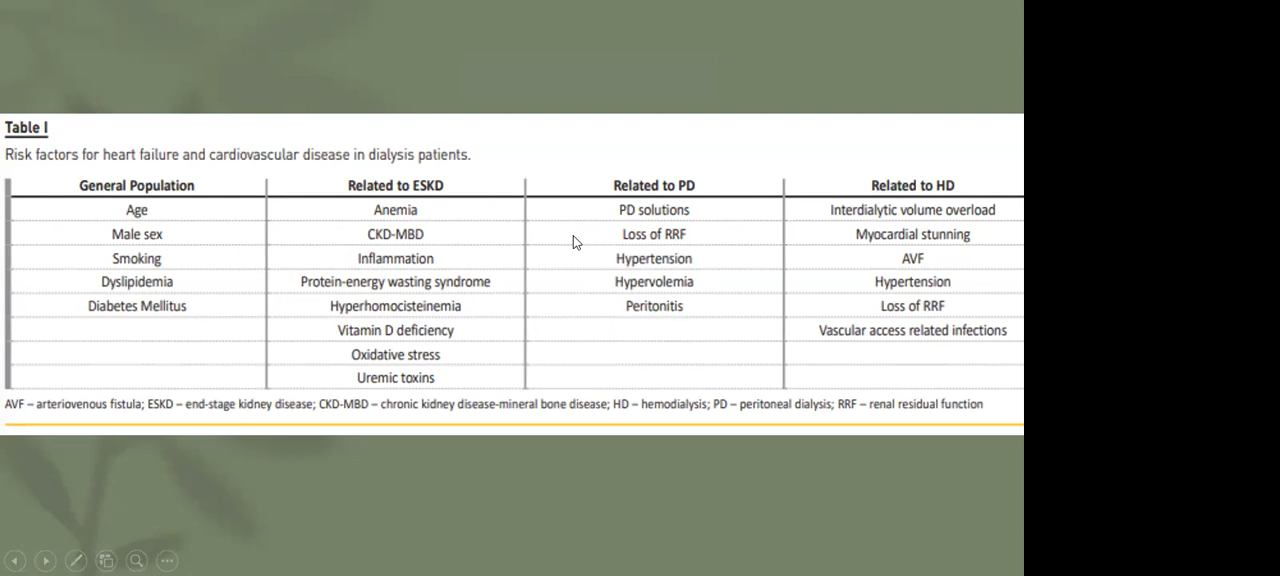 Table I
Risk factors for heart failure and cardiovascular disease in dialysis patients.
General Population Related to ESKD Related to PD Related to HD
Age Anemia PD solutions Interdialytic volume overload
Male sex CKD-MBD Loss of RRF Myocardial stunning
Smoking Inflammation Hypertension AVF
Dyslipidemia Protein-energy wasting syndrome Hypervolemia Hypertension
Diabetes Mellitus Hyperhomocisteinemia Peritonitis Loss of RRF
Vitamin D deficiency Vascular access related infections
Oxidative stress
Uremic toxins
AVF – arteriovenous fistula; ESKD – end-stage kidney disease; CKD-MBD – chronic kidney disease-mineral bone disease; HD – hemodialysis; PD – peritoneal dialysis; RRF – renal residual function